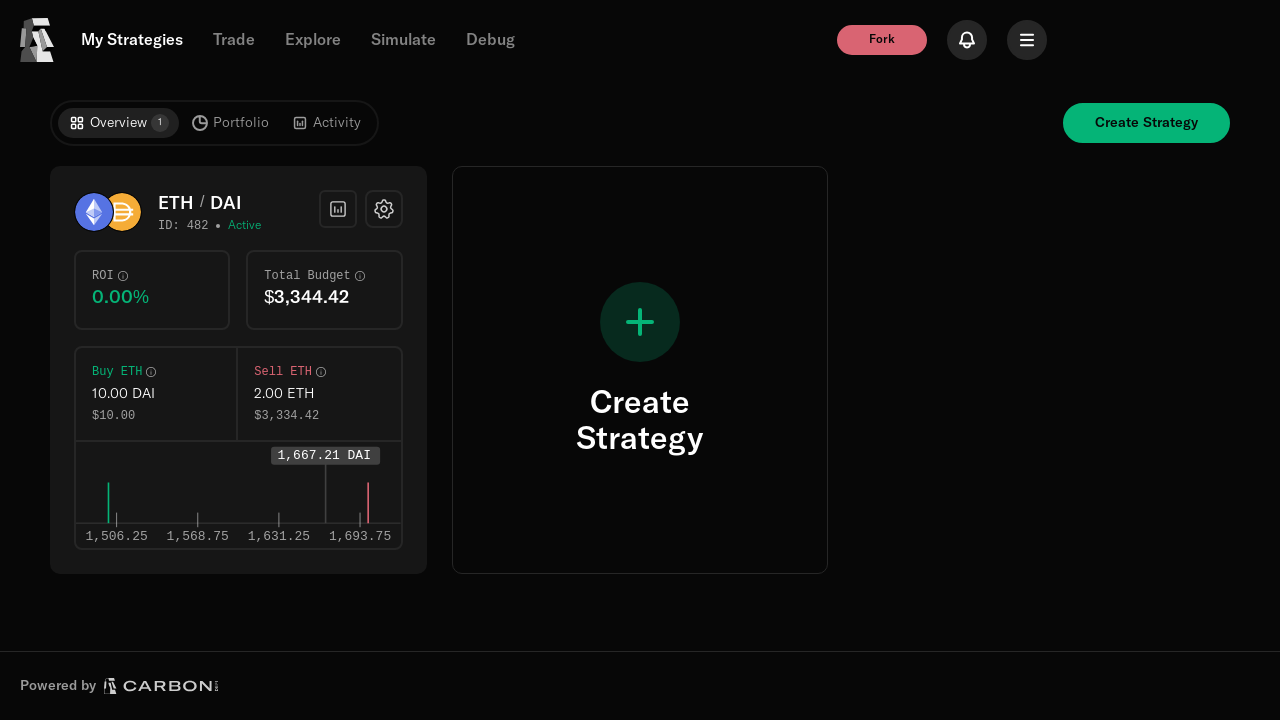 My Strategies Trade Explore Simulate Debug Fork
Overview 1 Portfolio Activity Create Strategy
ETH / DAI
ID: 482 • Active
ROI Total Budget
0.00% $3,344.42
Buy ETH Sell ETH
10.00 DAI 2.00 ETH
$10.00 $3,334.42
1,667.21 DAI
1,506.25 1,568.75 1,631.25 1,693.75
Create
Strategy
Powered by CARBON